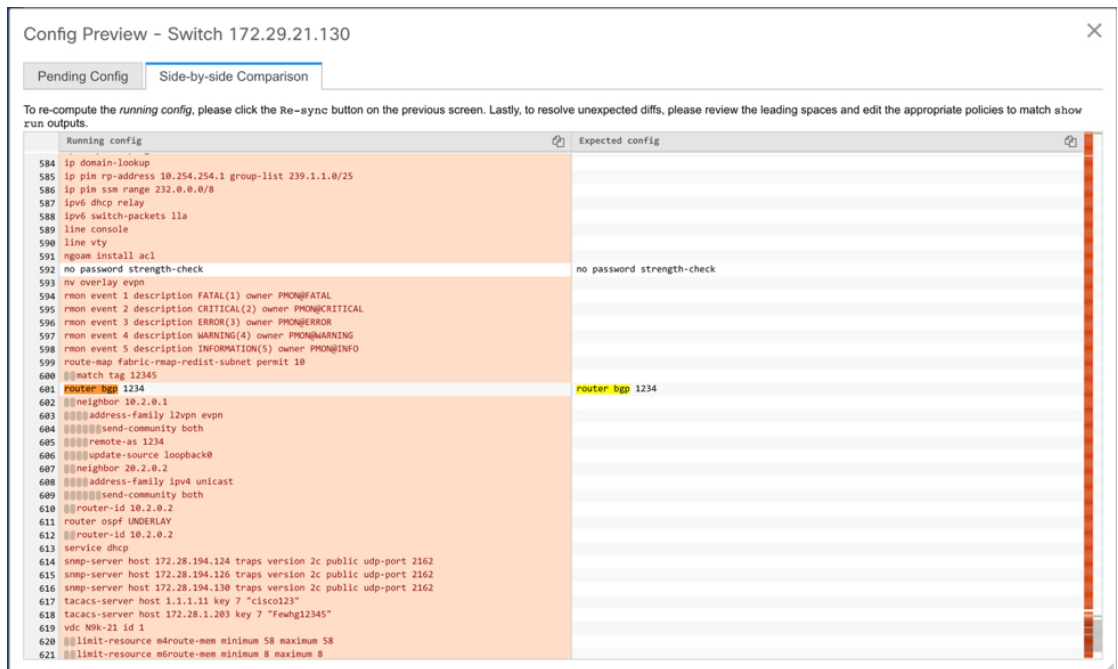 Config Preview - Switch 172.29.21.130
Pending Config
Side-by-side Comparison
To re-compute the running config, please click the Re-sync button on the previous screen. Lastly, to resolve unexpected diffs, please review the leading spaces and edit the appropriate policies to match show
run outputs.
Running config
Expected config
584 ip domain-lookup
585 ip pim rp-address 10.254.254.1 group-list 239.1.1.0/25
586 ip pim ssm range 232.0.0.0/8
587 ipv6 dhcp relay
588 ipv6 switch-packets lla
589 line console
590 line vty
591 ngoam install acl
592 no password strength-check no password strength-check
593 nv overlay evpn
594 rmon event 1 description FATAL(1) owner PMON@FATAL
595 rmon event 2 description CRITICAL(2) owner PMON@CRITICAL
596 rmon event 3 description ERROR(3) owner PMON@ERROR
597 rmon event 4 description WARNING(4) owner PMON@WARNING
598 rmon event 5 description INFORMATION(5) owner PMON@INFO
599 route-map fabric-rmap-redist-subnet permit 10
600 match tag 12345
601 router bgp 1234 router bgp 1234
602 neighbor 10.2.0.1
603 address-family l2vpn evpn
604 send-community both
605 remote-as 1234
606 update-source loopback0
607 neighbor 20.2.0.2
608 address-family ipv4 unicast
609 send-community both
610 router-id 10.2.0.2
611 router ospf UNDERLAY
612 router-id 10.2.0.2
613 service dhcp
614 snmp-server host 172.28.194.124 traps version 2c public udp-port 2162
615 snmp-server host 172.28.194.126 traps version 2c public udp-port 2162
616 snmp-server host 172.28.194.130 traps version 2c public udp-port 2162
617 tacacs-server host 1.1.1.11 key 7 "cisco123"
618 tacacs-server host 172.28.1.203 key 7 "Fewhg12345"
619 vdc N9k-21 id 1
620 limit-resource m4route-mem minimum 58 maximum 58
621 limit-resource m6route-mem minimum 8 maximum 8